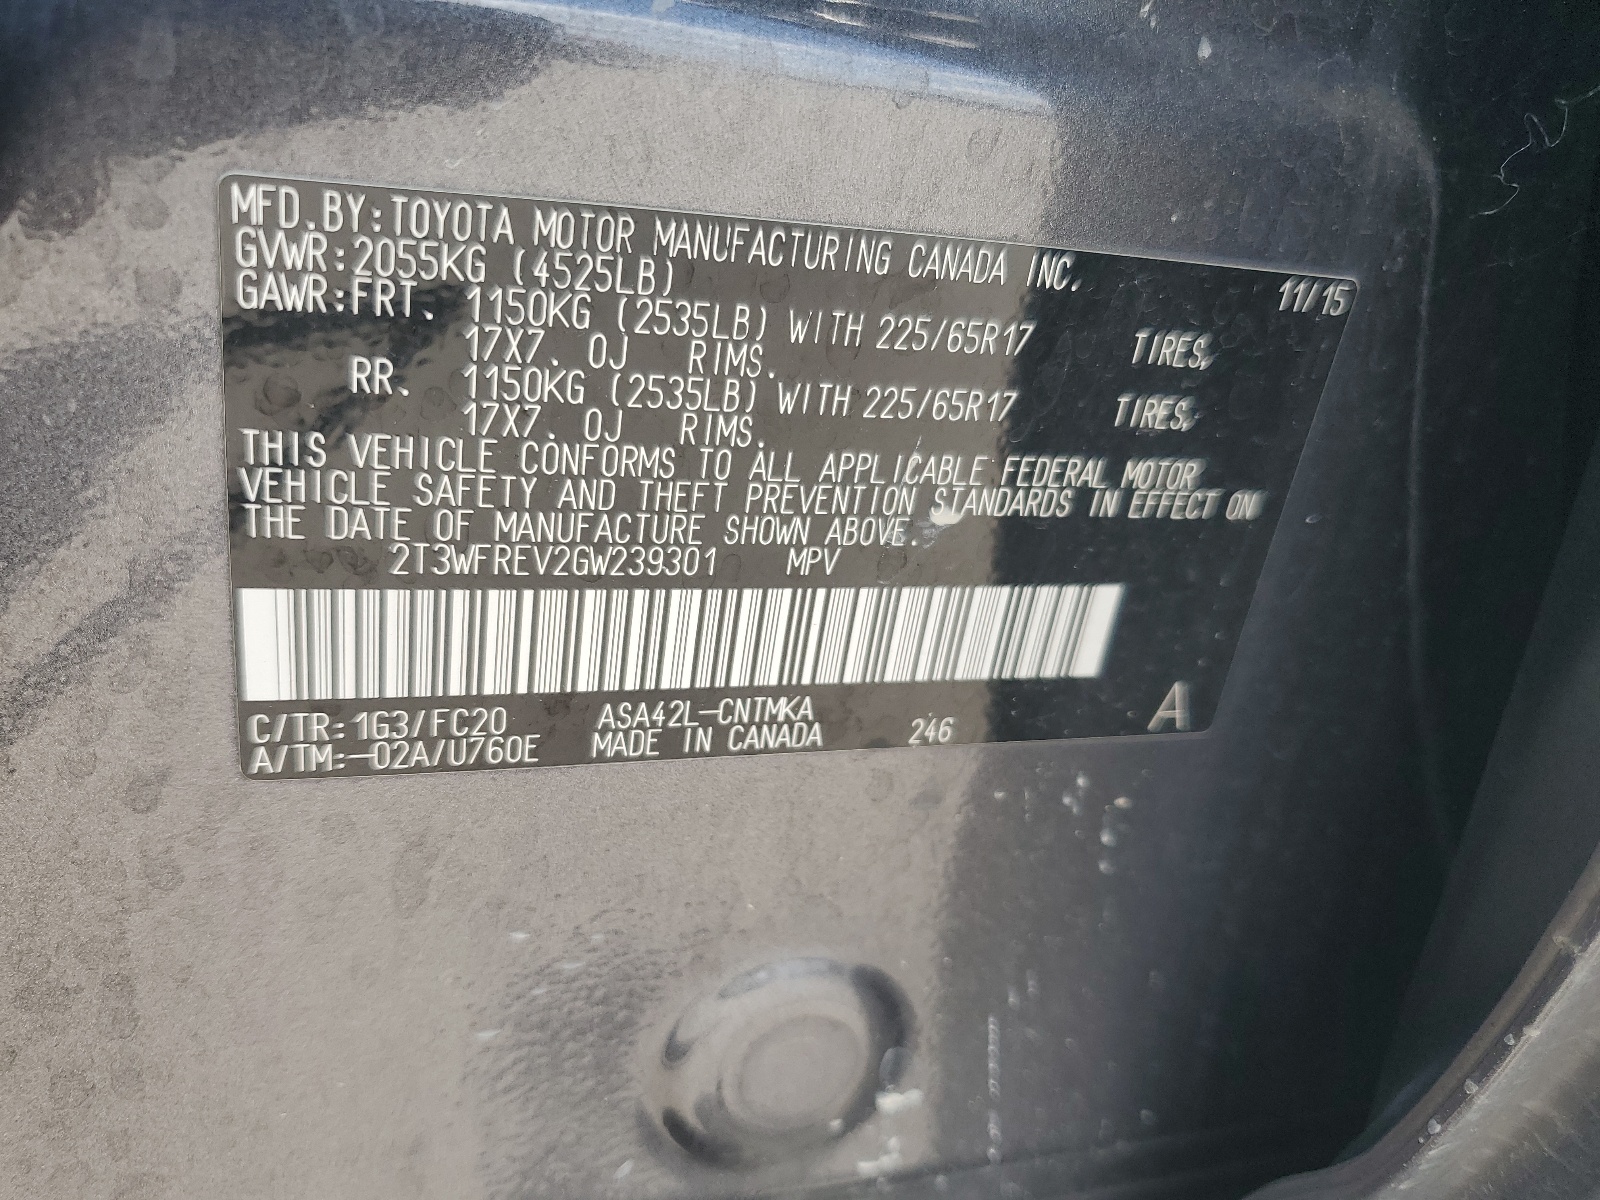 MFD.BY:TOYOTA MOTOR MANUFACTURING CANADA INC. 11/15
GVWR:2055KG (4525LB)
GAWR:FRT. 1150KG (2535LB) WITH 225/65R17 TIRES,
17X7.0J RIMS.
RR. 1150KG (2535LB) WITH 225/65R17 TIRES,
17X7.0J RIMS.
THIS VEHICLE CONFORMS TO ALL APPLICABLE FEDERAL MOTOR
VEHICLE SAFETY AND THEFT PREVENTION STANDARDS IN EFFECT ON
THE DATE OF MANUFACTURE SHOWN ABOVE.
2T3WFREV2GW239301 MPV
C/TR:1G3/FC20 ASA42L-CNTMKA 246 A
A/TM:-02A/U760E MADE IN CANADA